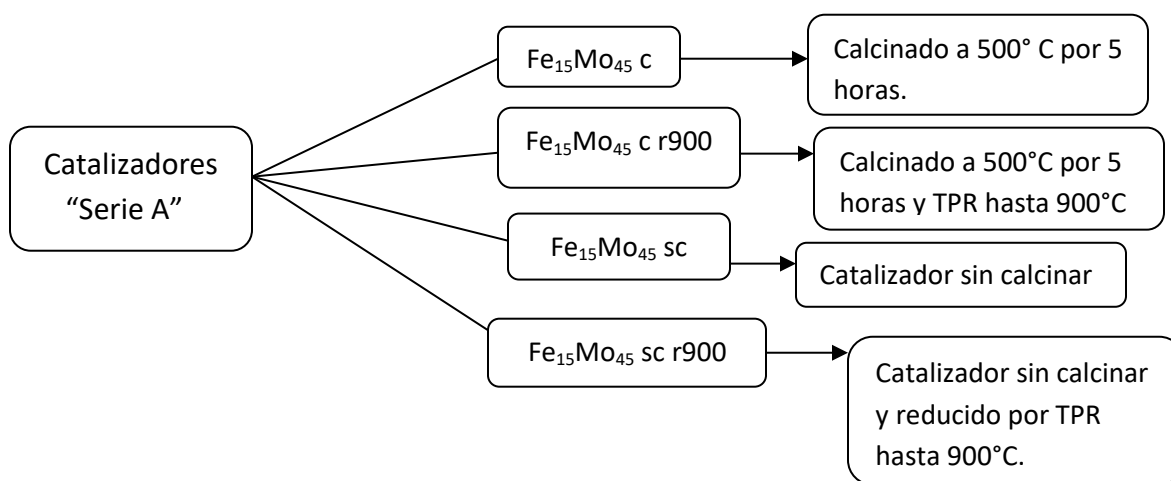 Catalizadores
“Serie A”
Fe₁₅Mo₄₅ c
Calcinado a 500° C por 5
horas.
Fe₁₅Mo₄₅ c r900
Calcinado a 500°C por 5
horas y TPR hasta 900°C
Fe₁₅Mo₄₅ sc
Catalizador sin calcinar
Fe₁₅Mo₄₅ sc r900
Catalizador sin calcinar
y reducido por TPR
hasta 900°C.